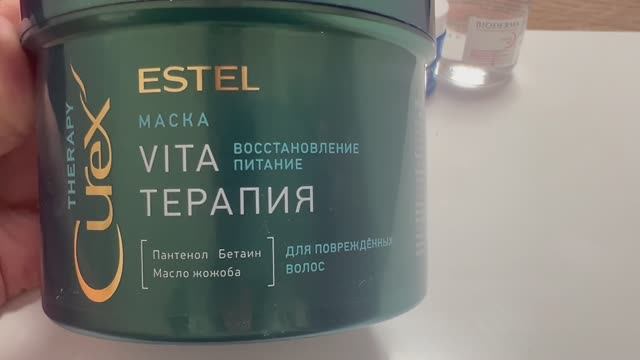 ESTEL
THERAPY
Curex
МАСКА
VITA
ТЕРАПИЯ
ВОССТАНОВЛЕНИЕ
ПИТАНИЕ
Пантенол Бетаин
Масло жожоба
ДЛЯ ПОВРЕЖДЁННЫХ
ВОЛОС